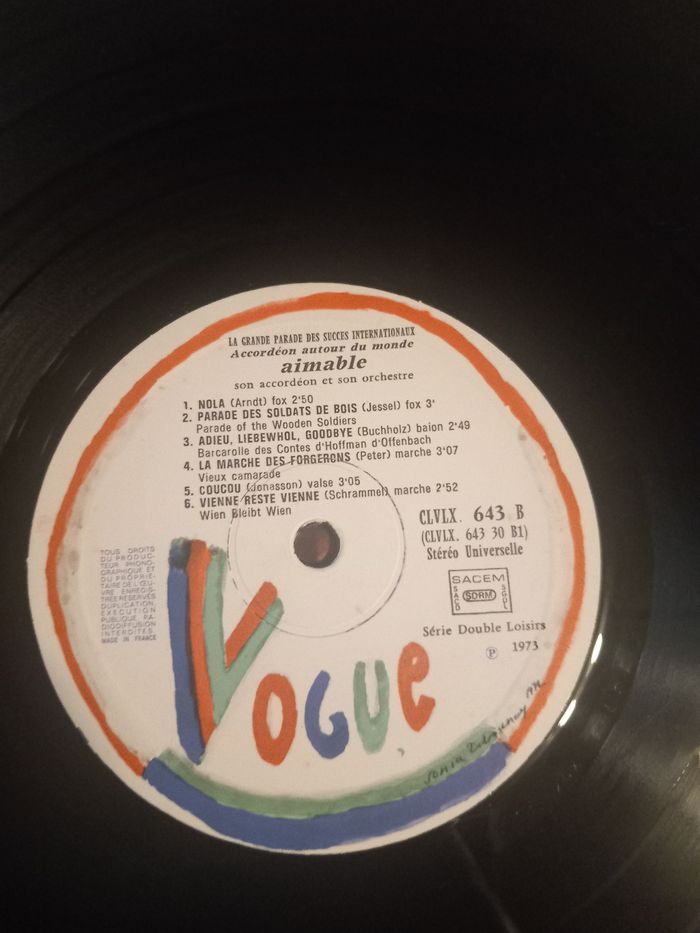 LA GRANDE PARADE DES SUCCES INTERNATIONAUX
Accordéon autour du monde
aimable
son accordéon et son orchestre
1. NOLA (Arndt) fox 2'50
2. PARADE DES SOLDATS DE BOIS (Jessel) fox 3'
Parade of the Wooden Soldiers
3. ADIEU, LIEBEWHOL, GOODBYE (Buchholz) baion 2'49
Barcarolle des Contes d'Hoffman d'Offenbach
4. LA MARCHE DES FORGERONS (Peter) marche 3'07
Vieux camarade
5. COUCOU (Jonasson) valse 3'05
6. VIENNE RESTE VIENNE (Schrammel) marche 2'52
Wien Bleibt Wien
CLVLX. 643 B
(CLVLX. 643 30 B1)
Stéréo Universelle
TOUS DROITS
DU PRODUC-
TEUR PHONO-
GRAPHIQUE ET
DU PROPRIÉ-
TAIRE DE L'ŒU-
VRE ENREGIS-
TRÉE RÉSERVÉS
DUPLICATION,
EXECUTION
PUBLIQUE, RA-
DIODIFFUSION
INTERDITES.
MADE IN FRANCE
SACEM
SACD
SDRM
SGDL
Série Double Loisirs
℗ 1973
VOGUE
Sonia Delaunay